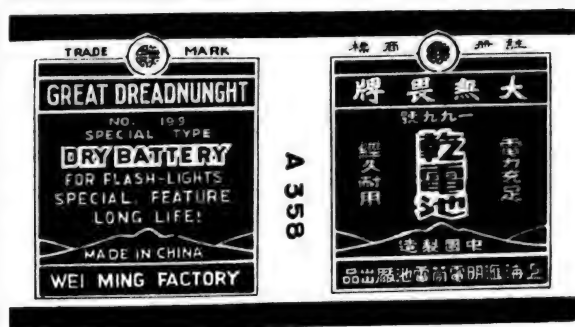 TRADE MARK
GREAT DREADNUNGHT
NO. 199
SPECIAL TYPE
DRY BATTERY
FOR FLASH-LIGHTS
SPECIAL FEATURE
LONG LIFE!
MADE IN CHINA
WEI MING FACTORY
A 358
註冊商標
大無畏牌
一九九號
電力充足
乾電池
經久耐用
中國製造
上海滙明電筒電池廠出品